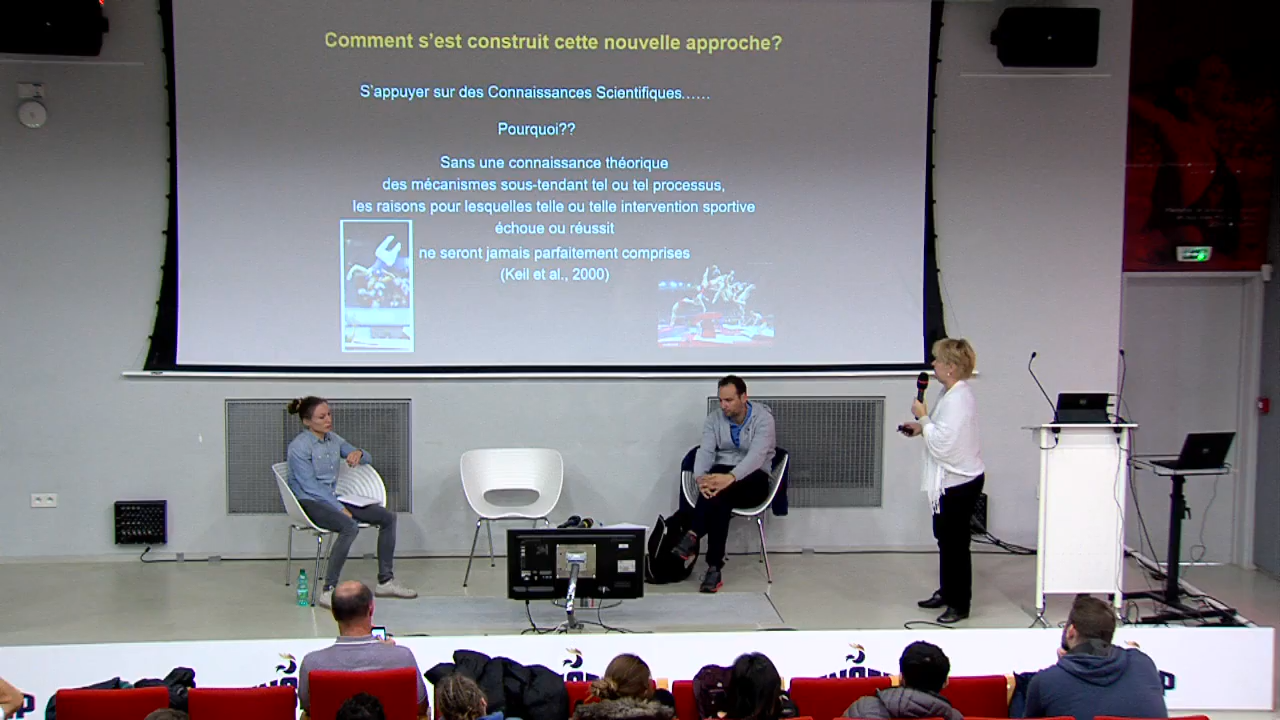 Comment s'est construit cette nouvelle approche?
S'appuyer sur des Connaissances Scientifiques......
Pourquoi??
Sans une connaissance théorique
des mécanismes sous-tendant tel ou tel processus,
les raisons pour lesquelles telle ou telle intervention sportive
échoue ou réussit
ne seront jamais parfaitement comprises
(Keil et al., 2000)